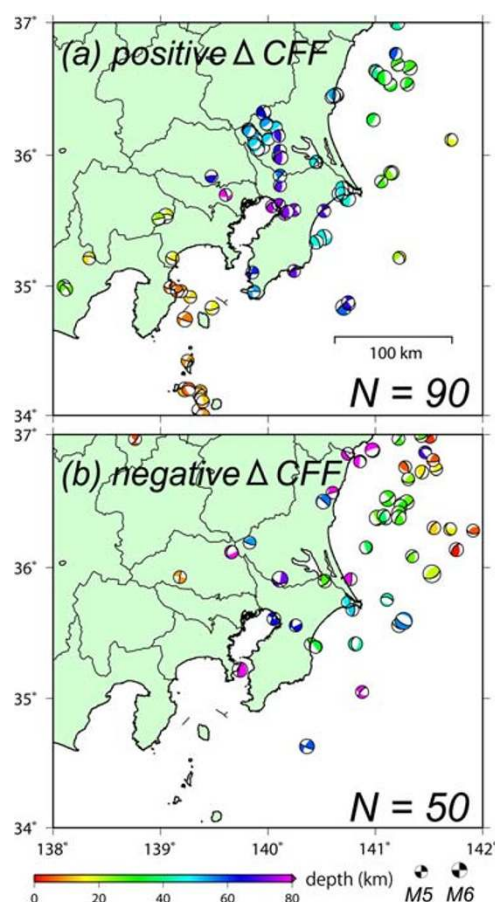 37°
(a) positive Δ CFF
36°
35°
100 km
N = 90
34°
37°
(b) negative Δ CFF
36°
35°
N = 50
34°
138° 139° 140° 141° 142°
0 20 40 60 80 depth (km) M5 M6